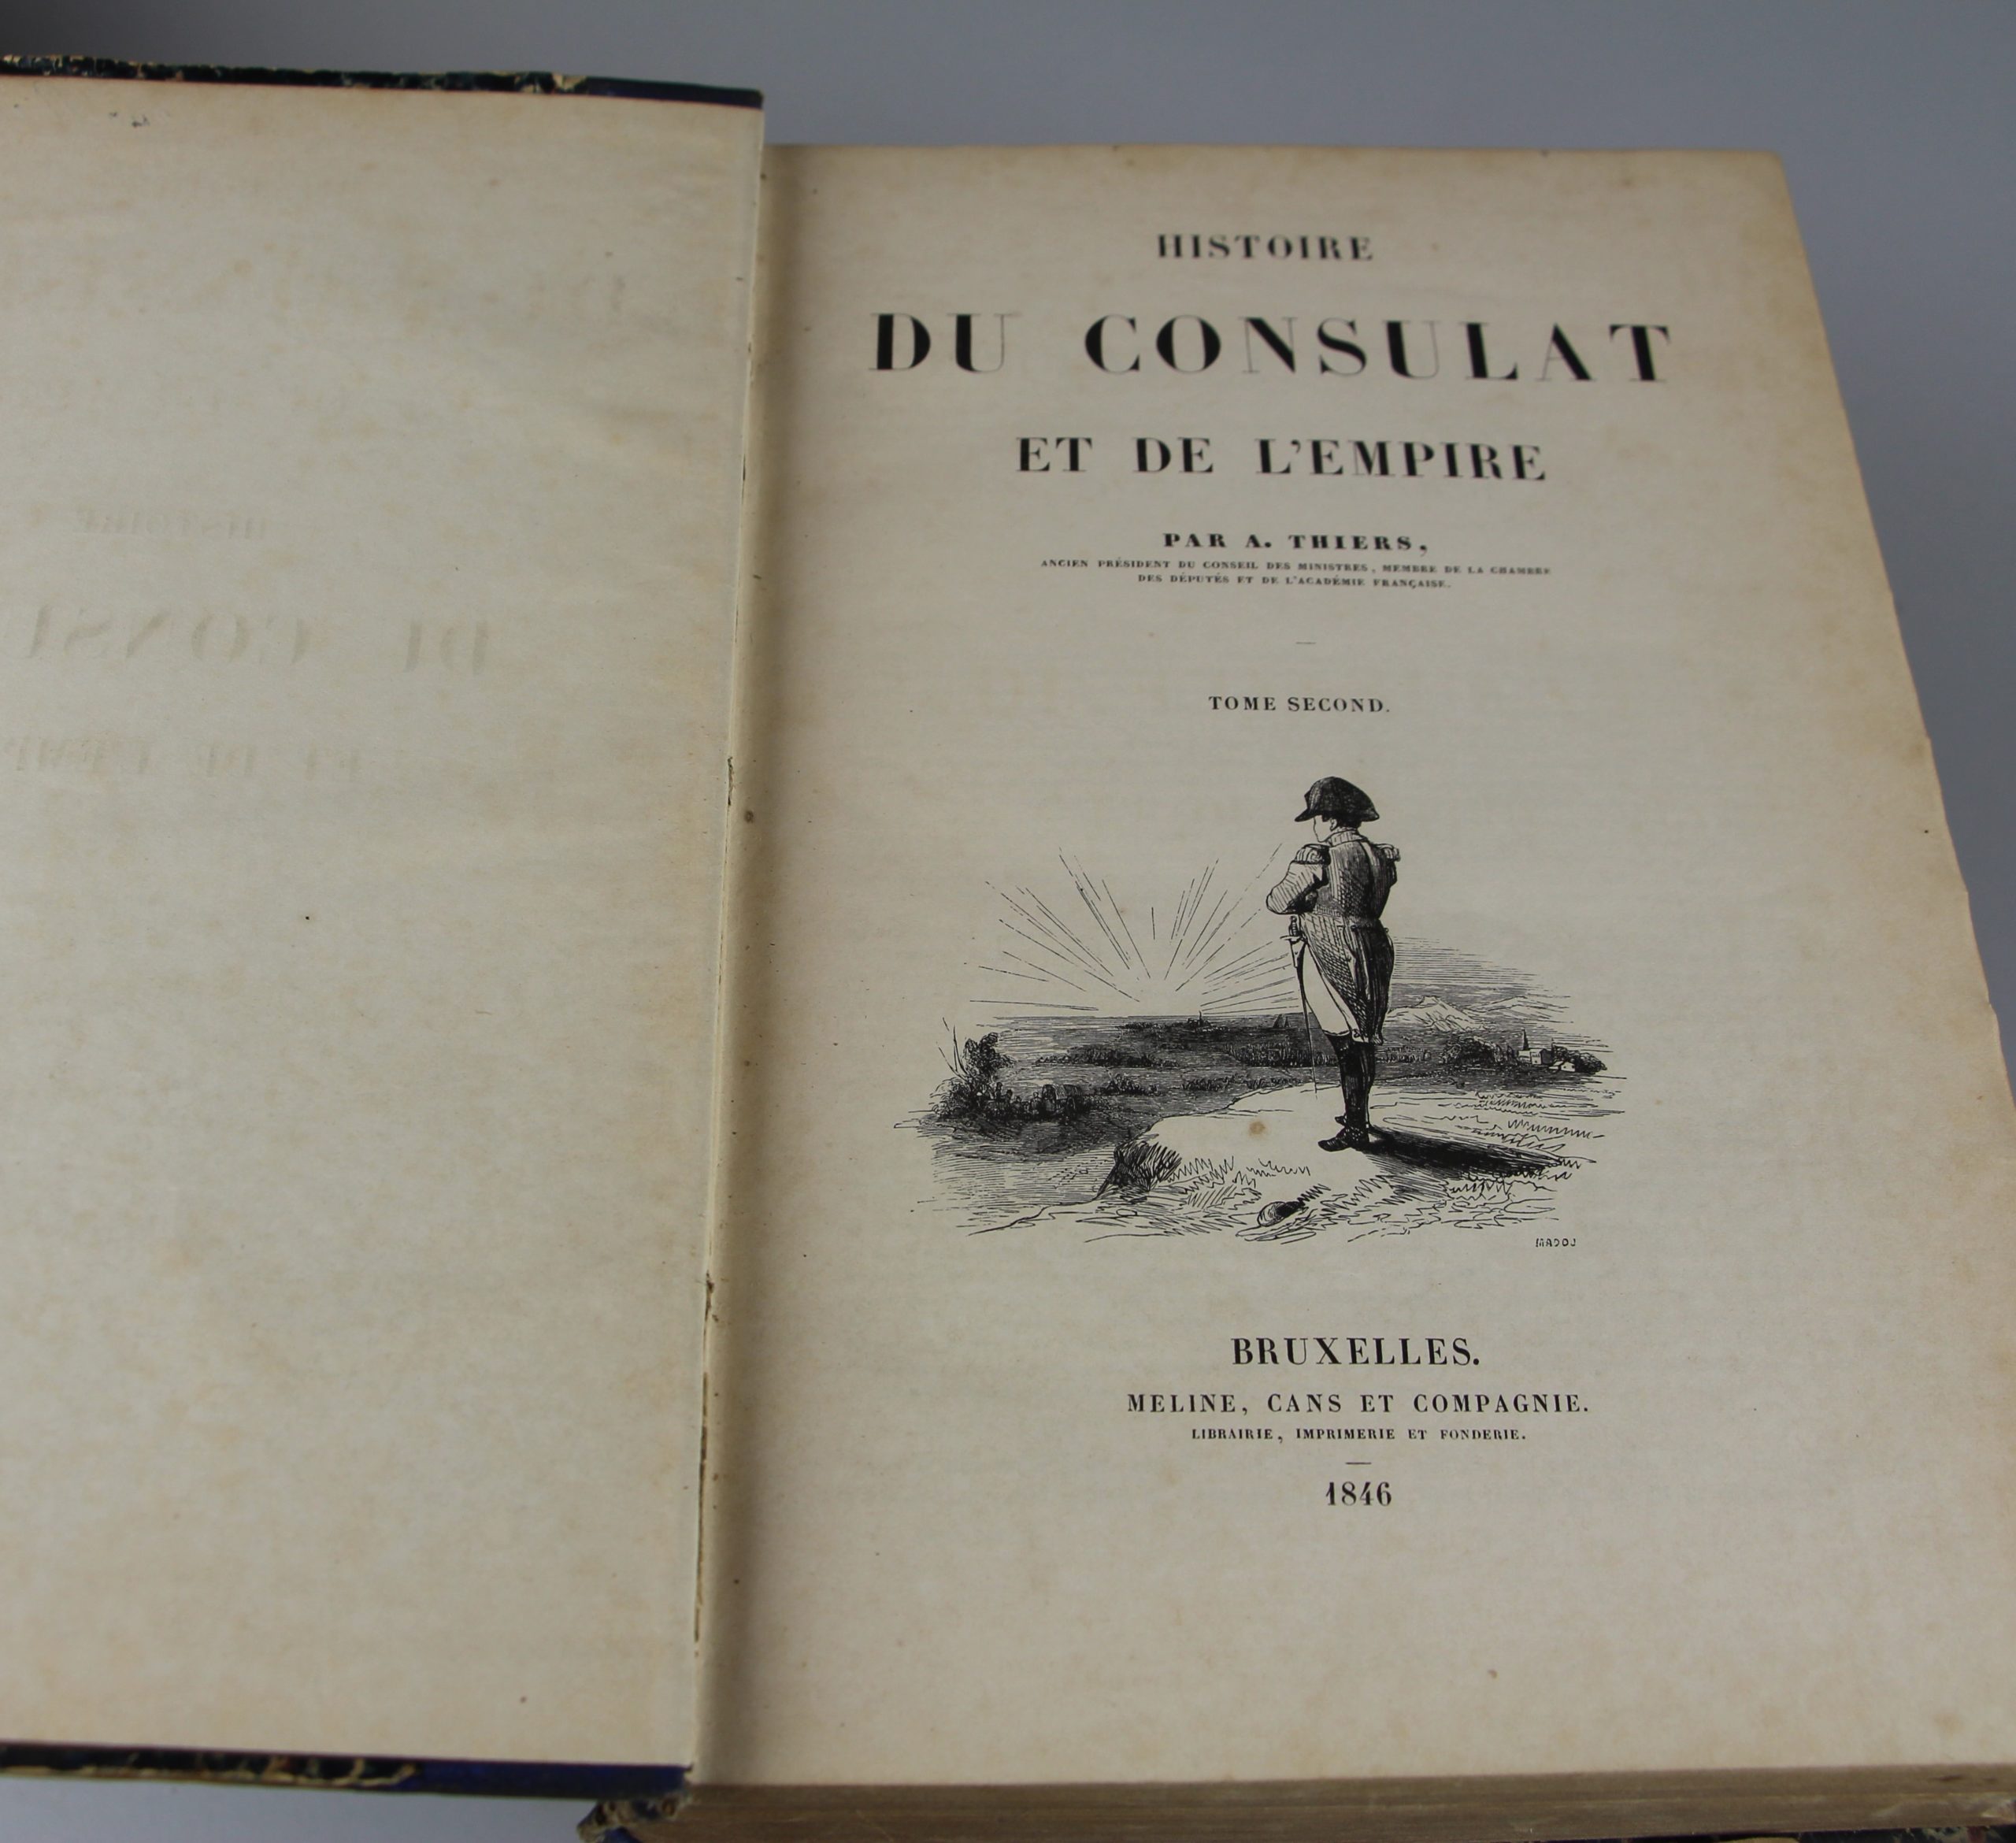 HISTOIRE
DU CONSULAT
ET DE L'EMPIRE
PAR A. THIERS,
ANCIEN PRÉSIDENT DU CONSEIL DES MINISTRES, MEMBRE DE LA CHAMBRE
DES DÉPUTÉS ET DE L'ACADÉMIE FRANÇAISE.
TOME SECOND.
MADOU
BRUXELLES.
MELINE, CANS ET COMPAGNIE.
LIBRAIRIE, IMPRIMERIE ET FONDERIE.
1846